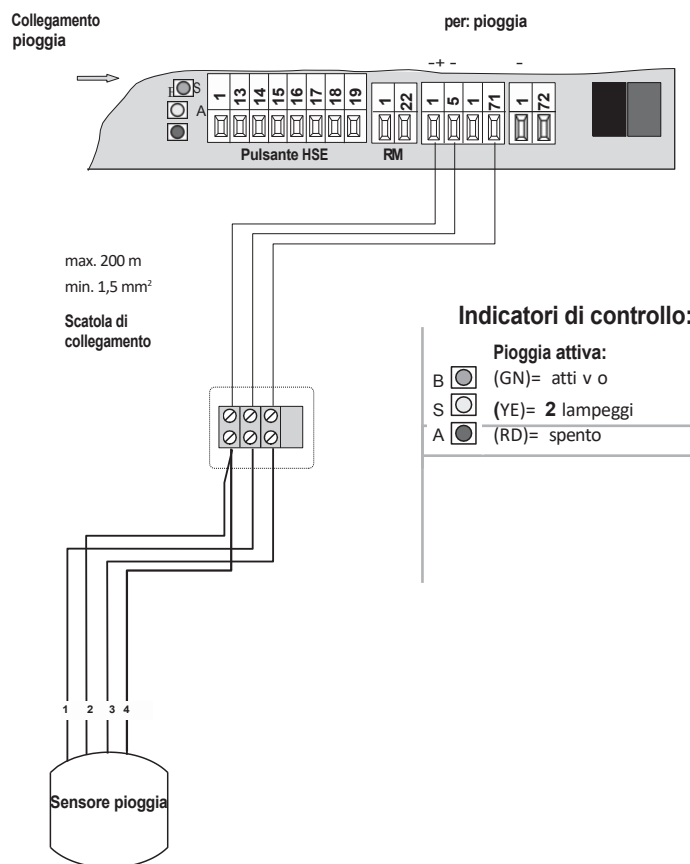 Collegamento
pioggia
per: pioggia
-+ -
-
B S
A
1 13 14 15 16 17 18 19
1 22
1 5 1 71
1 72
Pulsante HSE
RM
max. 200 m
min. 1,5 mm²
Scatola di
collegamento
Indicatori di controllo:
Pioggia attiva:
B (GN)= atti v o
S (YE)= 2 lampeggi
A (RD)= spento
1 2 3 4
Sensore pioggia